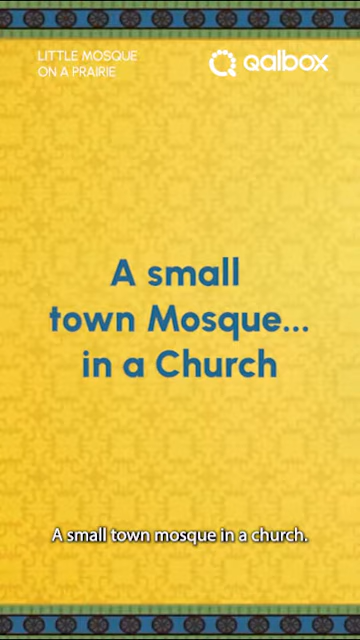 LITTLE MOSQUE
ON A PRAIRIE
Qalbox
A small
town Mosque...
in a Church
A small town mosque in a church.